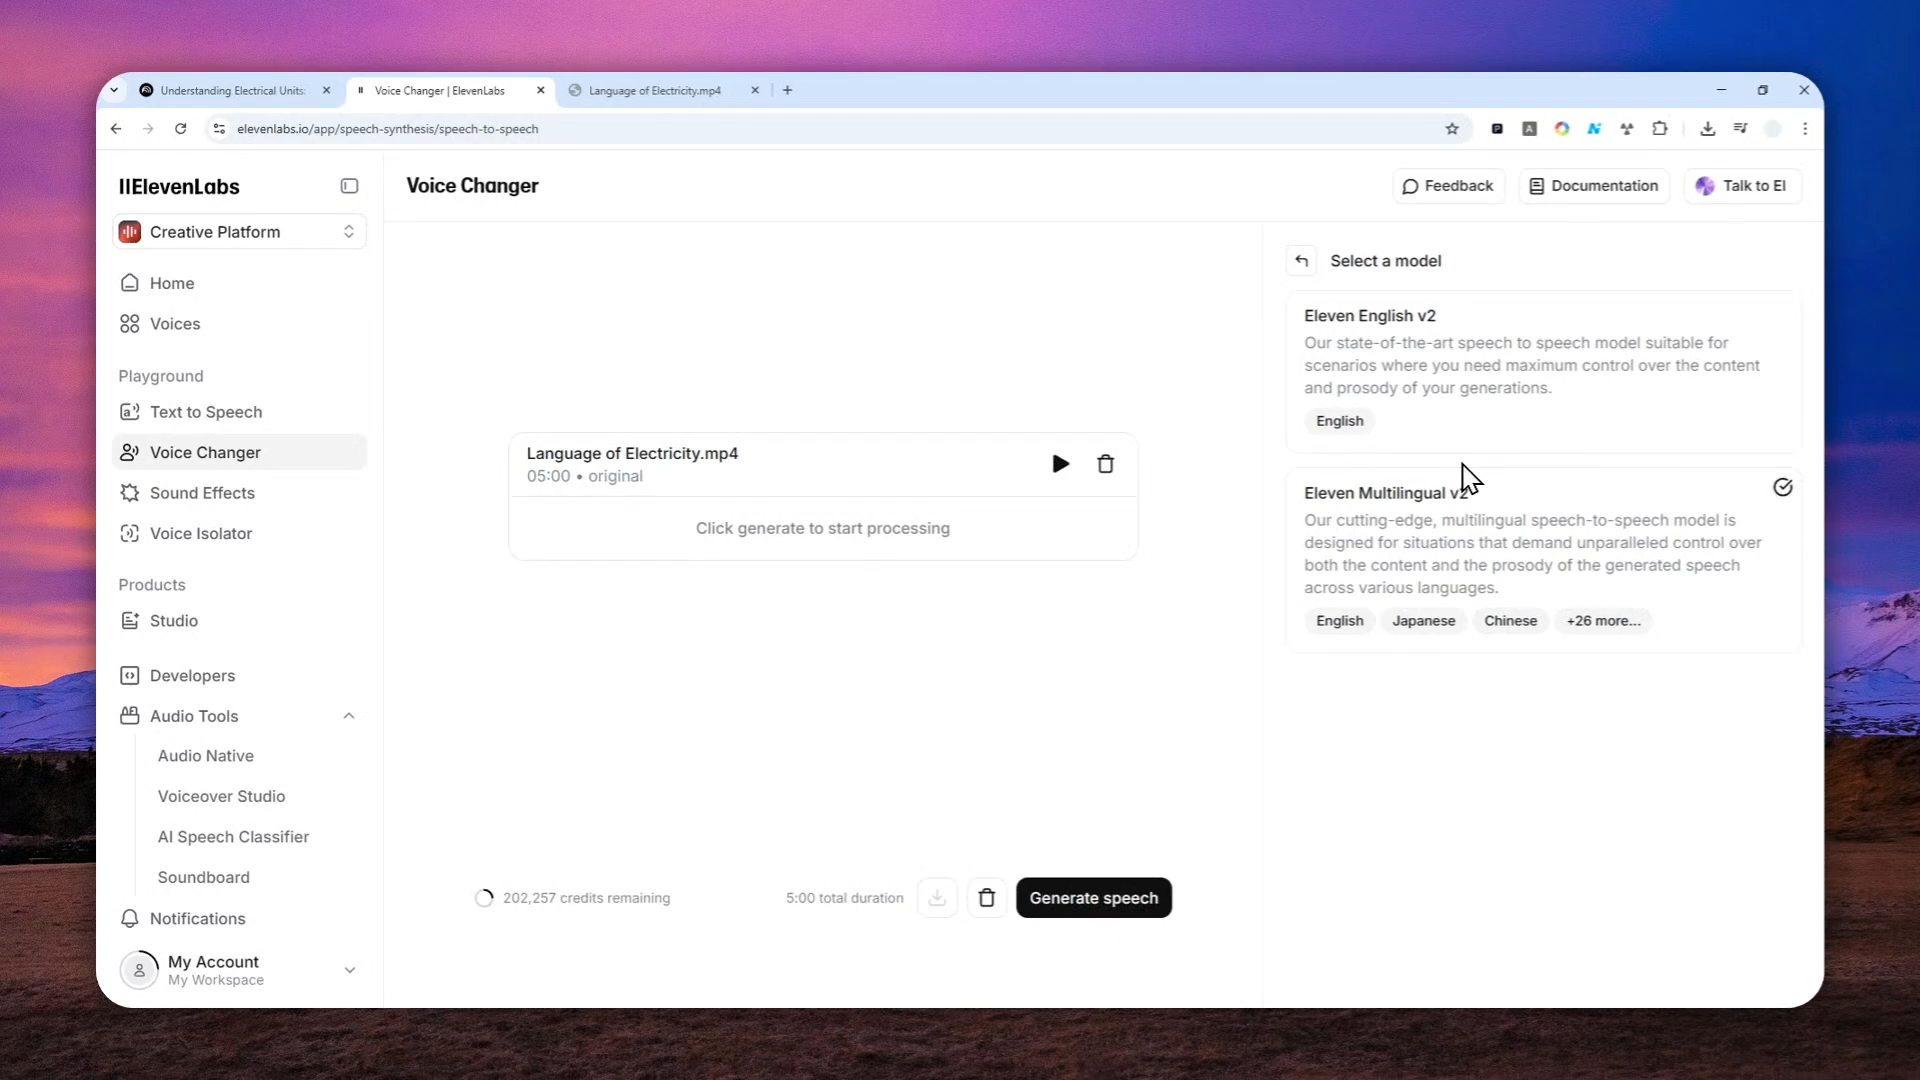 Understanding Electrical Units:
Voice Changer | ElevenLabs
Language of Electricity.mp4
elevenlabs.io/app/speech-synthesis/speech-to-speech
IIElevenLabs
Creative Platform
Home
Voices
Playground
Text to Speech
Voice Changer
Sound Effects
Voice Isolator
Products
Studio
Developers
Audio Tools
Audio Native
Voiceover Studio
AI Speech Classifier
Soundboard
Notifications
My Account
My Workspace
Voice Changer
Feedback
Documentation
Talk to El
Language of Electricity.mp4
05:00 • original
Click generate to start processing
202,257 credits remaining
5:00 total duration
Generate speech
Select a model
Eleven English v2
Our state-of-the-art speech to speech model suitable for
scenarios where you need maximum control over the content
and prosody of your generations.
English
Eleven Multilingual v2
Our cutting-edge, multilingual speech-to-speech model is
designed for situations that demand unparalleled control over
both the content and the prosody of the generated speech
across various languages.
English
Japanese
Chinese
+26 more...